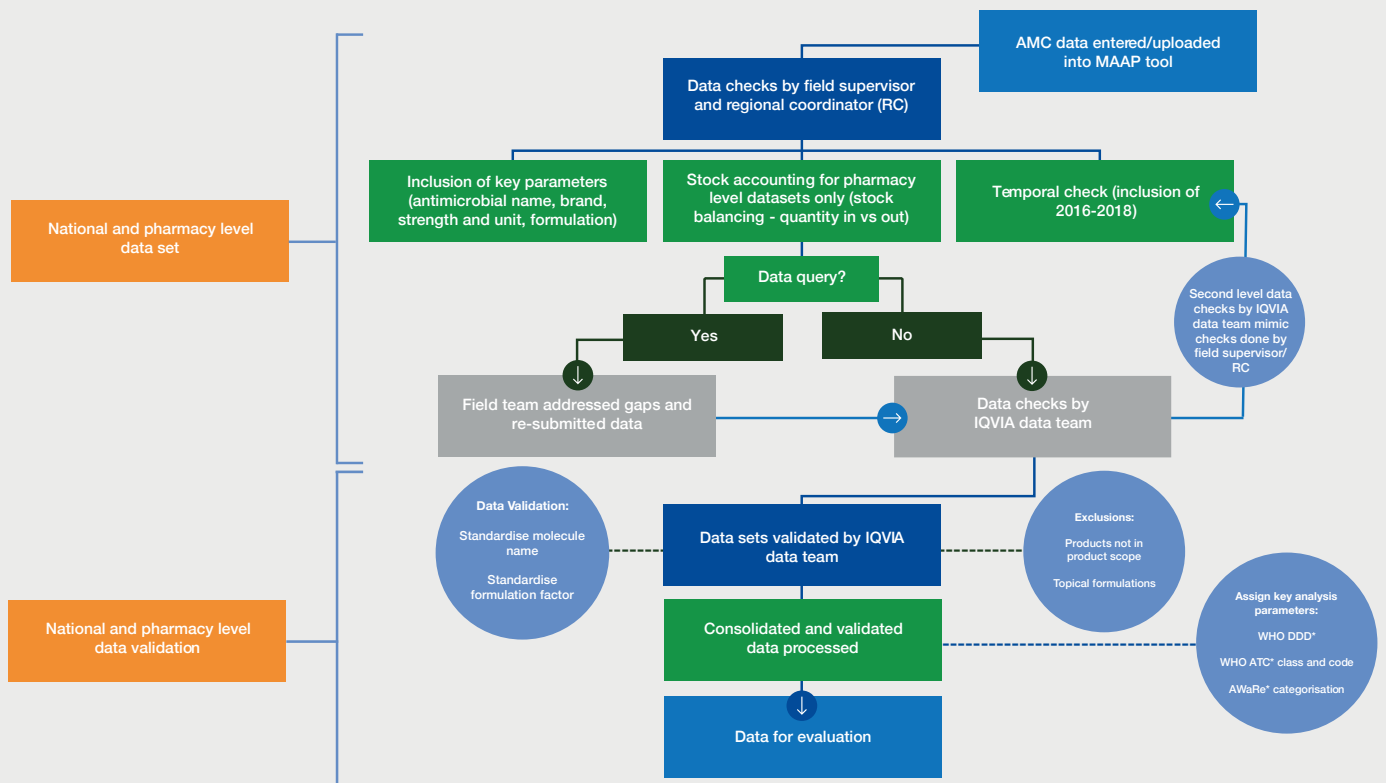 AMC data entered/uploaded
into MAAP tool
Data checks by field supervisor
and regional coordinator (RC)
Inclusion of key parameters
(antimicrobial name, brand,
strength and unit, formulation)
Stock accounting for pharmacy
level datasets only (stock
balancing - quantity in vs out)
Temporal check (inclusion of
2016-2018)
National and pharmacy level
data set
Data query?
Second level data
checks by IQVIA
data team mimic
checks done by
field supervisor/
RC
Yes
No
Field team addressed gaps and
re-submitted data
Data checks by
IQVIA data team
Data Validation:
Standardise molecule
name
Standardise
formulation factor
Data sets validated by IQVIA
data team
Exclusions:
Products not in
product scope
Topical formulations
National and pharmacy level
data validation
Consolidated and validated
data processed
Assign key analysis
parameters:
WHO DDD*
WHO ATC* class and code
AWaRe* categorisation
Data for evaluation